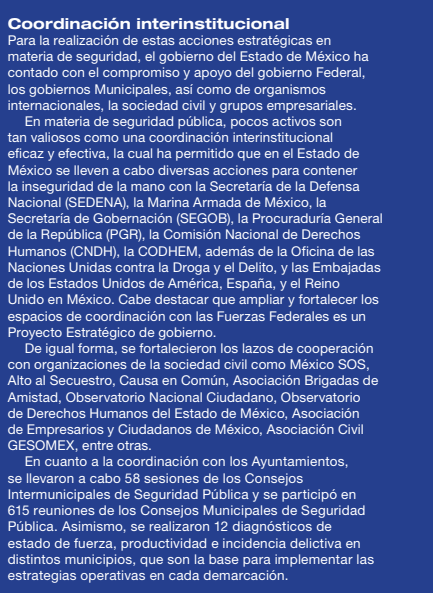 Coordinación interinstitucional
Para la realización de estas acciones estratégicas en
materia de seguridad, el gobierno del Estado de México ha
contado con el compromiso y apoyo del gobierno Federal,
los gobiernos Municipales, así como de organismos
internacionales, la sociedad civil y grupos empresariales.
En materia de seguridad pública, pocos activos son
tan valiosos como una coordinación interinstitucional
eficaz y efectiva, la cual ha permitido que en el Estado de
México se lleven a cabo diversas acciones para contener
la inseguridad de la mano con la Secretaría de la Defensa
Nacional (SEDENA), la Marina Armada de México, la
Secretaría de Gobernación (SEGOB), la Procuraduría General
de la República (PGR), la Comisión Nacional de Derechos
Humanos (CNDH), la CODHEM, además de la Oficina de las
Naciones Unidas contra la Droga y el Delito, y las Embajadas
de los Estados Unidos de América, España, y el Reino
Unido en México. Cabe destacar que ampliar y fortalecer los
espacios de coordinación con las Fuerzas Federales es un
Proyecto Estratégico de gobierno.
De igual forma, se fortalecieron los lazos de cooperación
con organizaciones de la sociedad civil como México SOS,
Alto al Secuestro, Causa en Común, Asociación Brigadas de
Amistad, Observatorio Nacional Ciudadano, Observatorio
de Derechos Humanos del Estado de México, Asociación
de Empresarios y Ciudadanos de México, Asociación Civil
GESOMEX, entre otras.
En cuanto a la coordinación con los Ayuntamientos,
se llevaron a cabo 58 sesiones de los Consejos
Intermunicipales de Seguridad Pública y se participó en
615 reuniones de los Consejos Municipales de Seguridad
Pública. Asimismo, se realizaron 12 diagnósticos de
estado de fuerza, productividad e incidencia delictiva en
distintos municipios, que son la base para implementar las
estrategias operativas en cada demarcación.